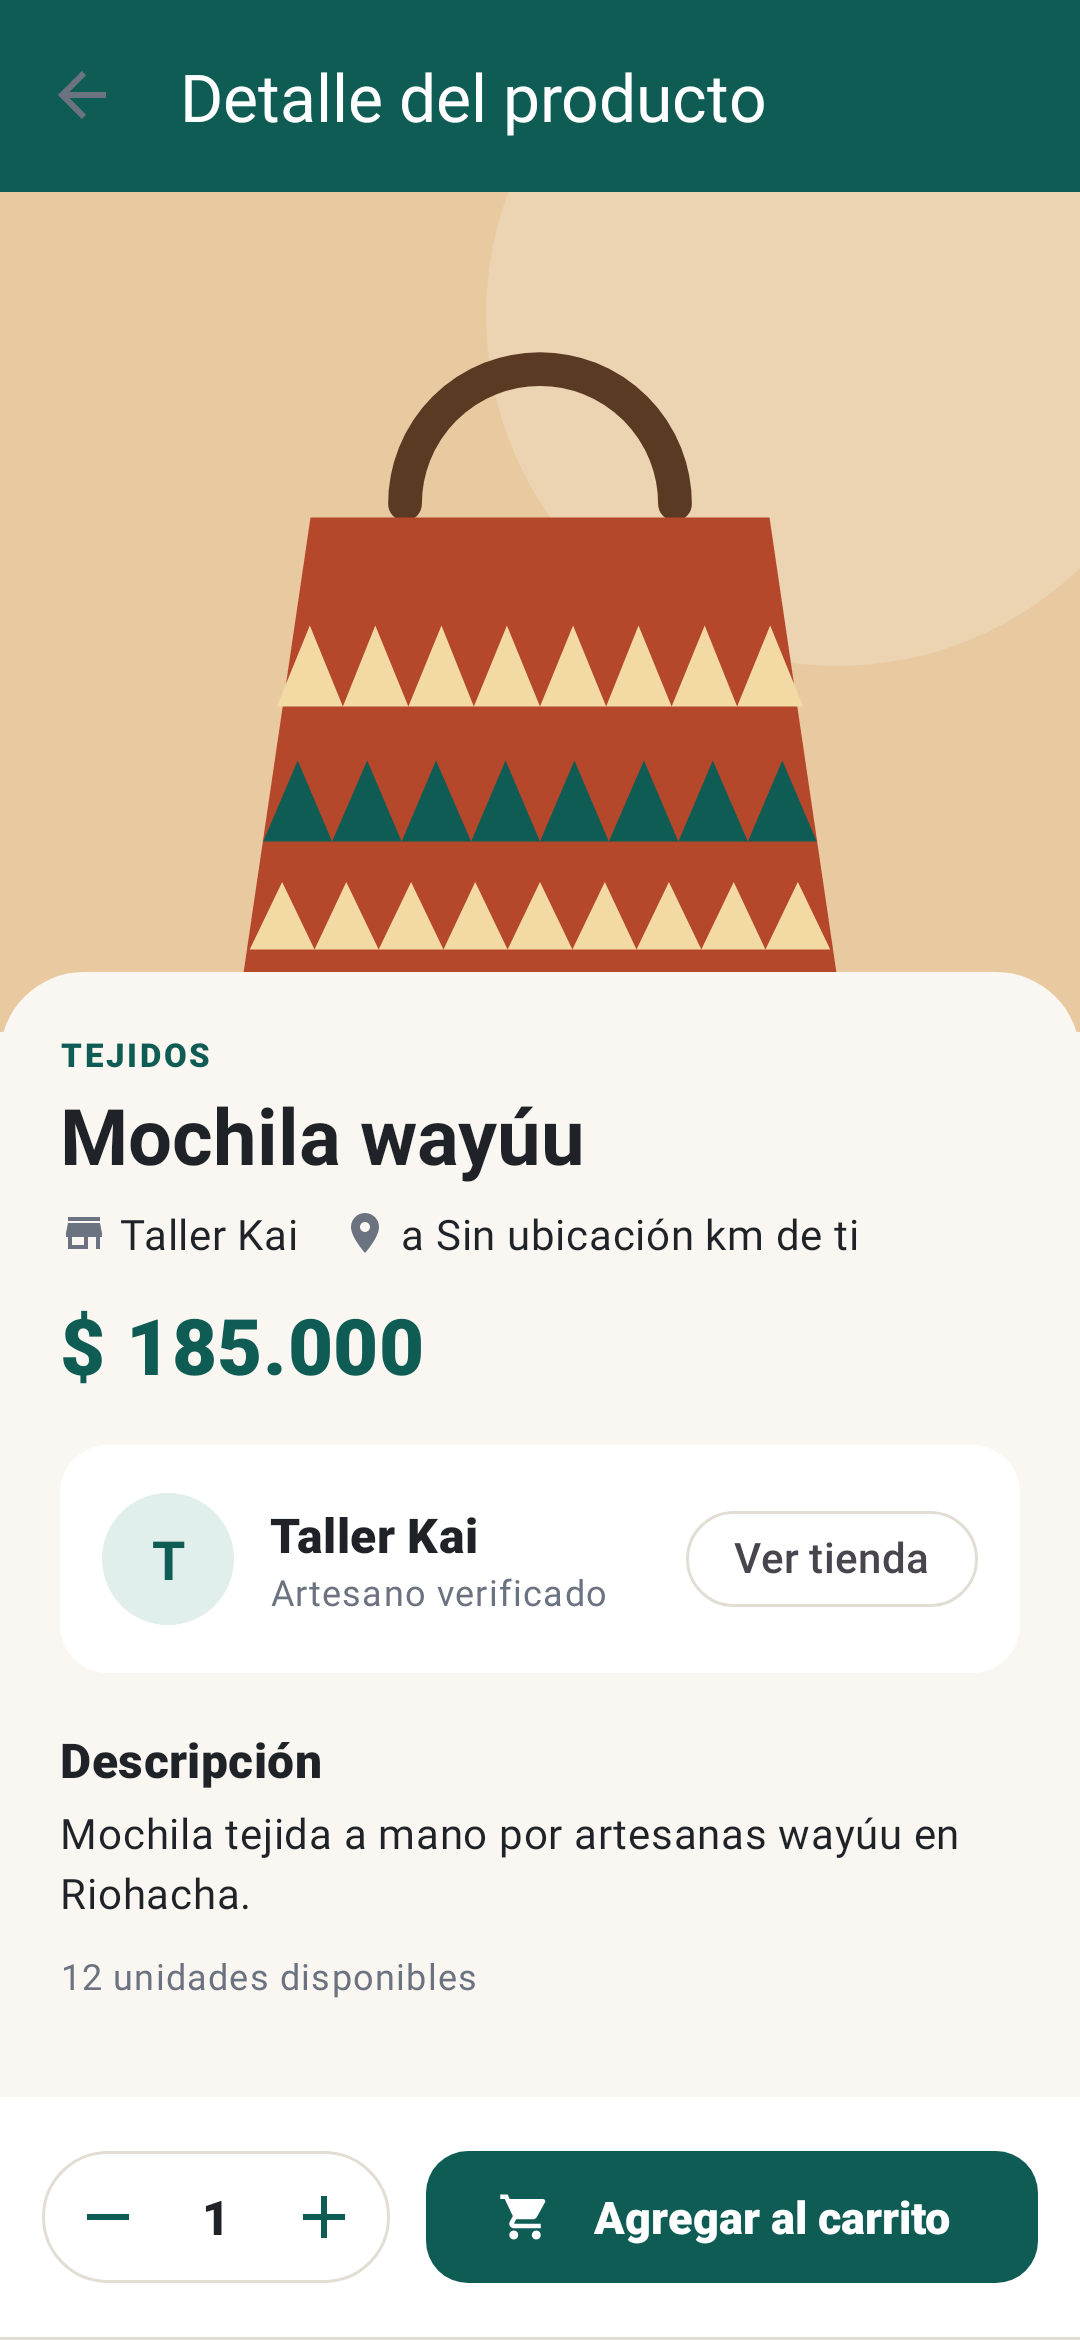 Detalle del producto
TEJIDOS
Mochila wayúu
Taller Kai a Sin ubicación km de ti
$ 185.000
T
Taller Kai
Artesano verificado
Ver tienda
Descripción
Mochila tejida a mano por artesanas wayúu en
Riohacha.
12 unidades disponibles
1
Agregar al carrito